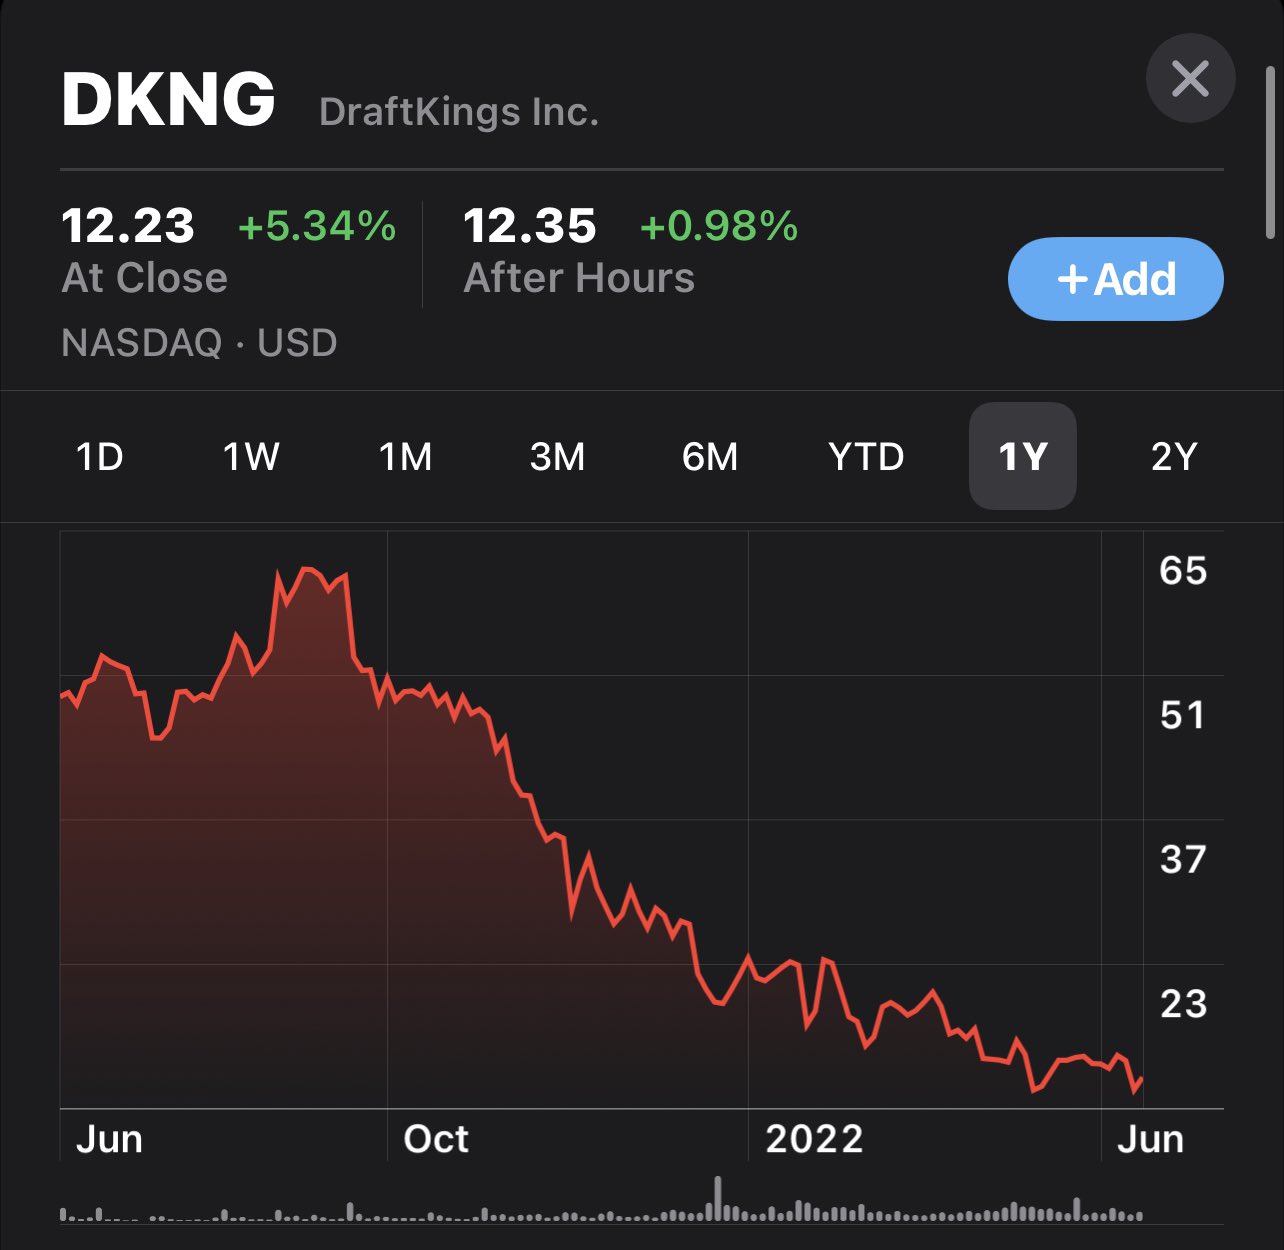 DKNG DraftKings Inc.
12.23 +5.34% 12.35 +0.98%
At Close After Hours
+Add
NASDAQ · USD
1D 1W 1M 3M 6M YTD 1Y 2Y
65
51
37
23
Jun Oct 2022 Jun